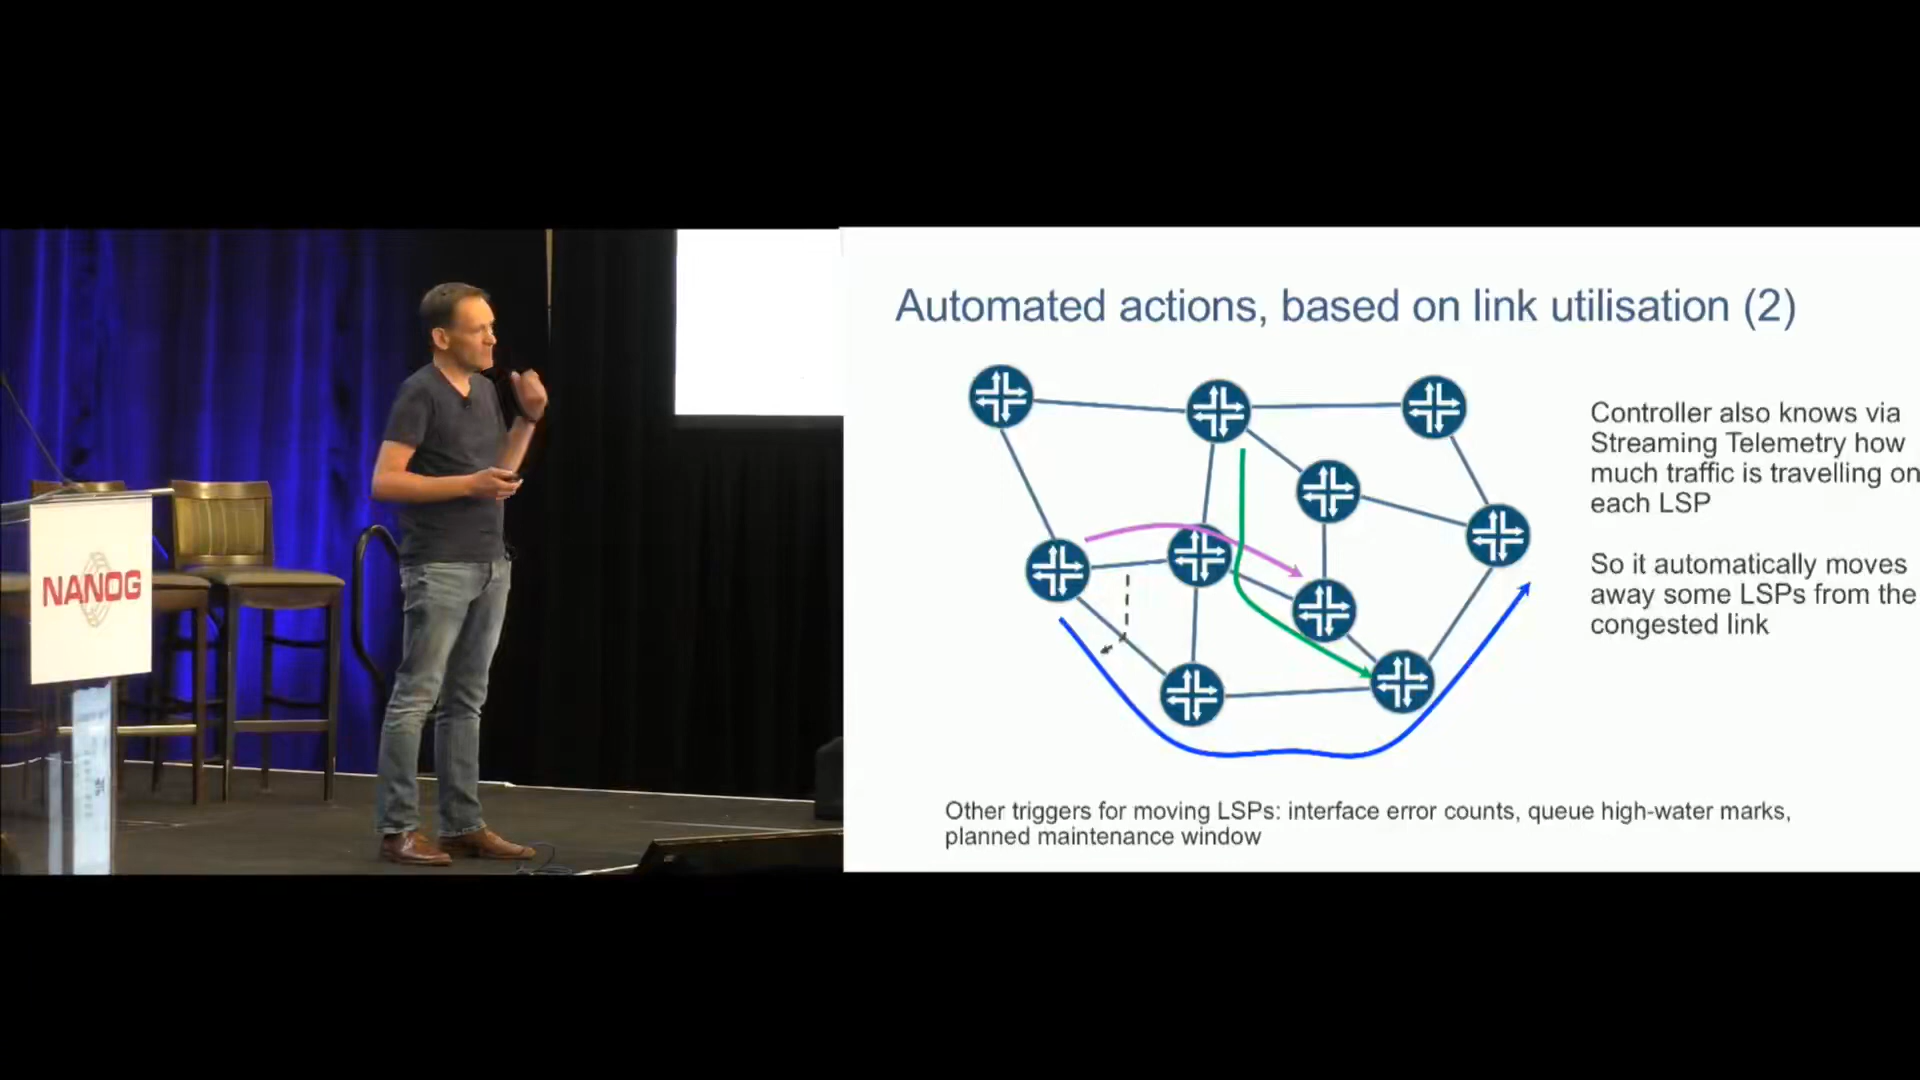 NANOG
Automated actions, based on link utilisation (2)
Controller also knows via
Streaming Telemetry how
much traffic is travelling on
each LSP
So it automatically moves
away some LSPs from the
congested link
Other triggers for moving LSPs: interface error counts, queue high-water marks,
planned maintenance window